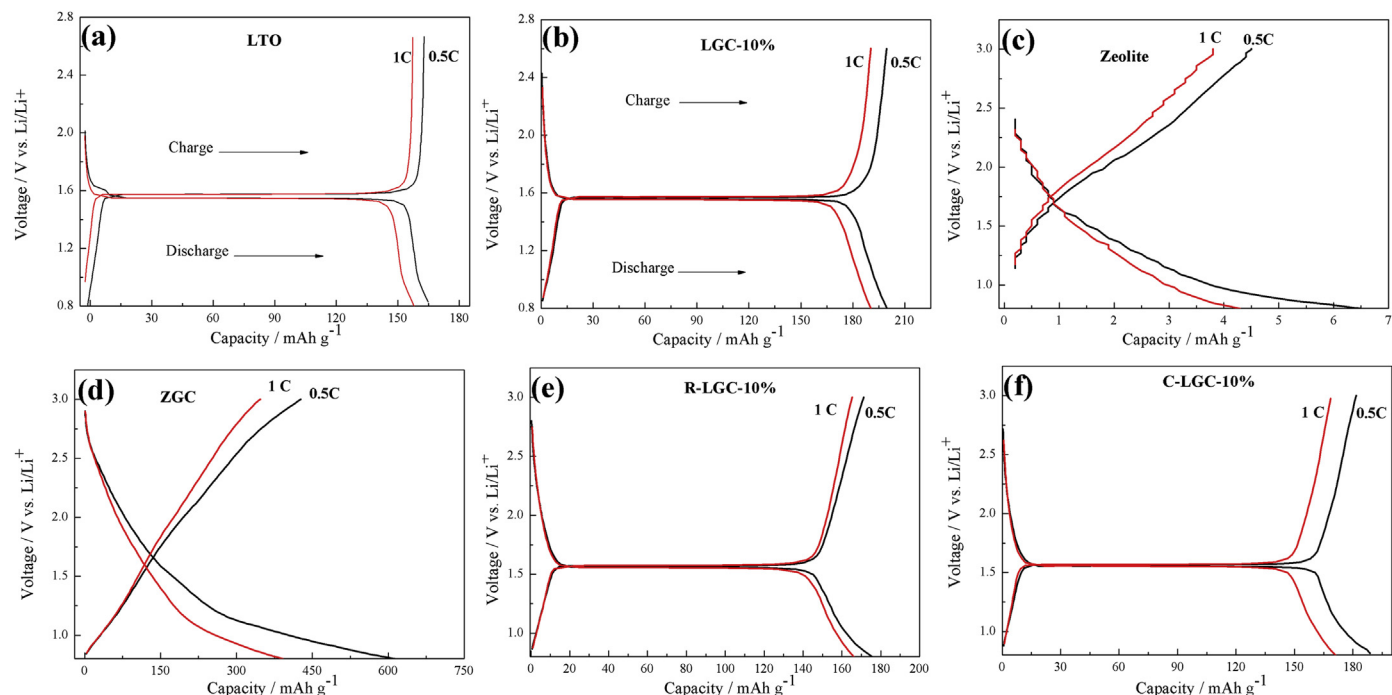 (a)
LTO
1C
0.5C
Charge
Discharge
2.8
2.4
2.0
1.6
1.2
0.8
0
30
60
90
120
150
180
Voltage / V vs. Li/Li+
Capacity / mAh g-1
(b)
LGC-10%
1C
0.5C
Charge
Discharge
2.8
2.4
2.0
1.6
1.2
0.8
0
30
60
90
120
150
180
210
Voltage / V vs. Li/Li+
Capacity / mAh g-1
(c)
Zeolite
1 C
0.5C
3.0
2.5
2.0
1.5
1.0
0
1
2
3
4
5
6
7
Voltage / V vs. Li/Li+
Capacity / mAh g-1
(d)
ZGC
1 C
0.5C
3.0
2.5
2.0
1.5
1.0
0
150
300
450
600
750
Voltage / V vs. Li/Li+
Capacity / mAh g-1
(e)
R-LGC-10%
1 C
0.5C
3.0
2.5
2.0
1.5
1.0
0
20
40
60
80
100
120
140
160
180
200
Voltage / V vs. Li/Li+
Capacity / mAh g-1
(f)
C-LGC-10%
1 C
0.5C
3.0
2.5
2.0
1.5
1.0
0
30
60
90
120
150
180
Voltage / V vs. Li/Li+
Capacity / mAh g-1